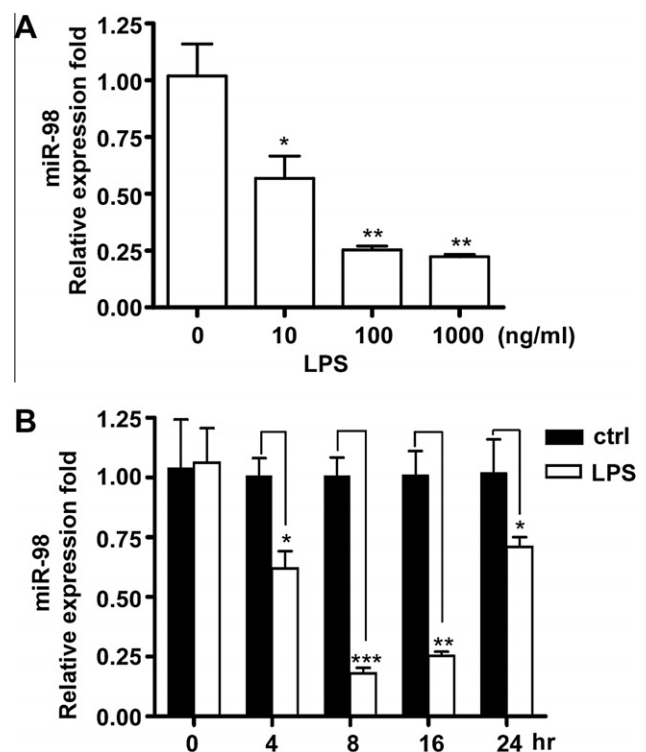 A
miR-98
Relative expression fold
1.25
1.00
0.75
0.50
0.25
0.00
*
**
**
0 10 100 1000 (ng/ml)
LPS
B
miR-98
Relative expression fold
1.25
1.00
0.75
0.50
0.25
0.00
ctrl
LPS
*
***
**
*
0 4 8 16 24 hr